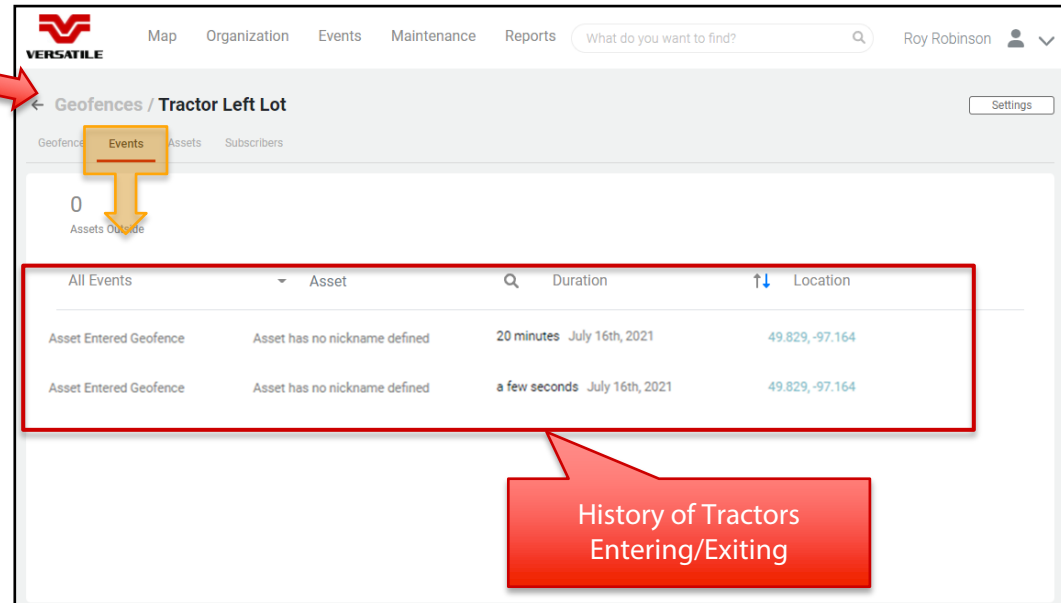 VERSATILE
Map Organization Events Maintenance Reports What do you want to find? Roy Robinson
Geofences / Tractor Left Lot Settings
Geofence Events Assets Subscribers
0
Assets Outside
All Events Asset Duration Location
Asset Entered Geofence Asset has no nickname defined 20 minutes July 16th, 2021 49.829, -97.164
Asset Entered Geofence Asset has no nickname defined a few seconds July 16th, 2021 49.829, -97.164
History of Tractors
Entering/Exiting